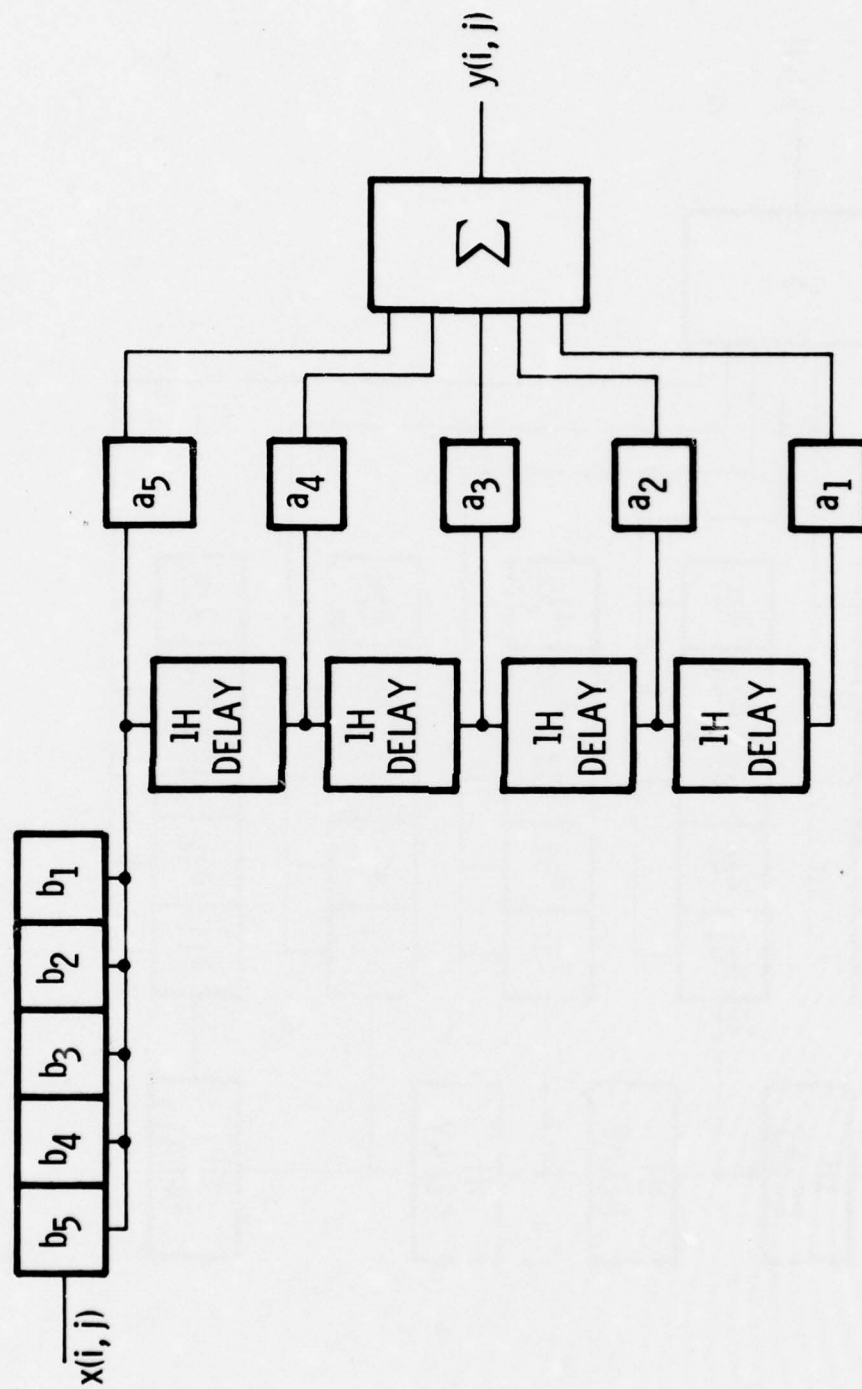 x(i, j)
b5 b4 b3 b2 b1
1H
DELAY
1H
DELAY
1H
DELAY
1H
DELAY
a5
a4
a3
a2
a1
Σ
y(i, j)